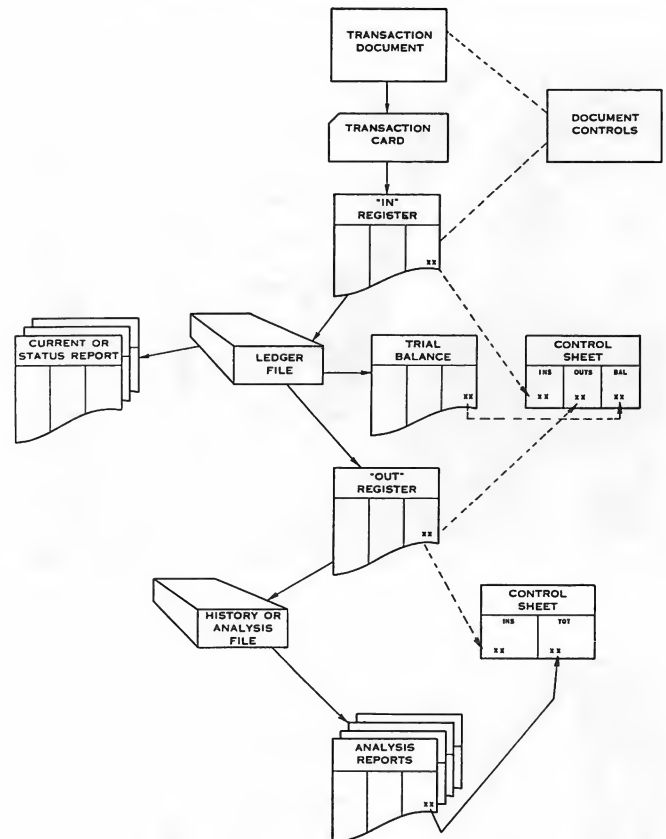 TRANSACTION
DOCUMENT
DOCUMENT
CONTROLS
TRANSACTION
CARD
"IN"
REGISTER
xx
CURRENT OR
STATUS REPORT
LEDGER
FILE
TRIAL
BALANCE
xx
CONTROL
SHEET
INS OUTS BAL
xx xx xx
"OUT"
REGISTER
xx
HISTORY OR
ANALYSIS
FILE
CONTROL
SHEET
INS TOT
xx xx
ANALYSIS
REPORTS
xx